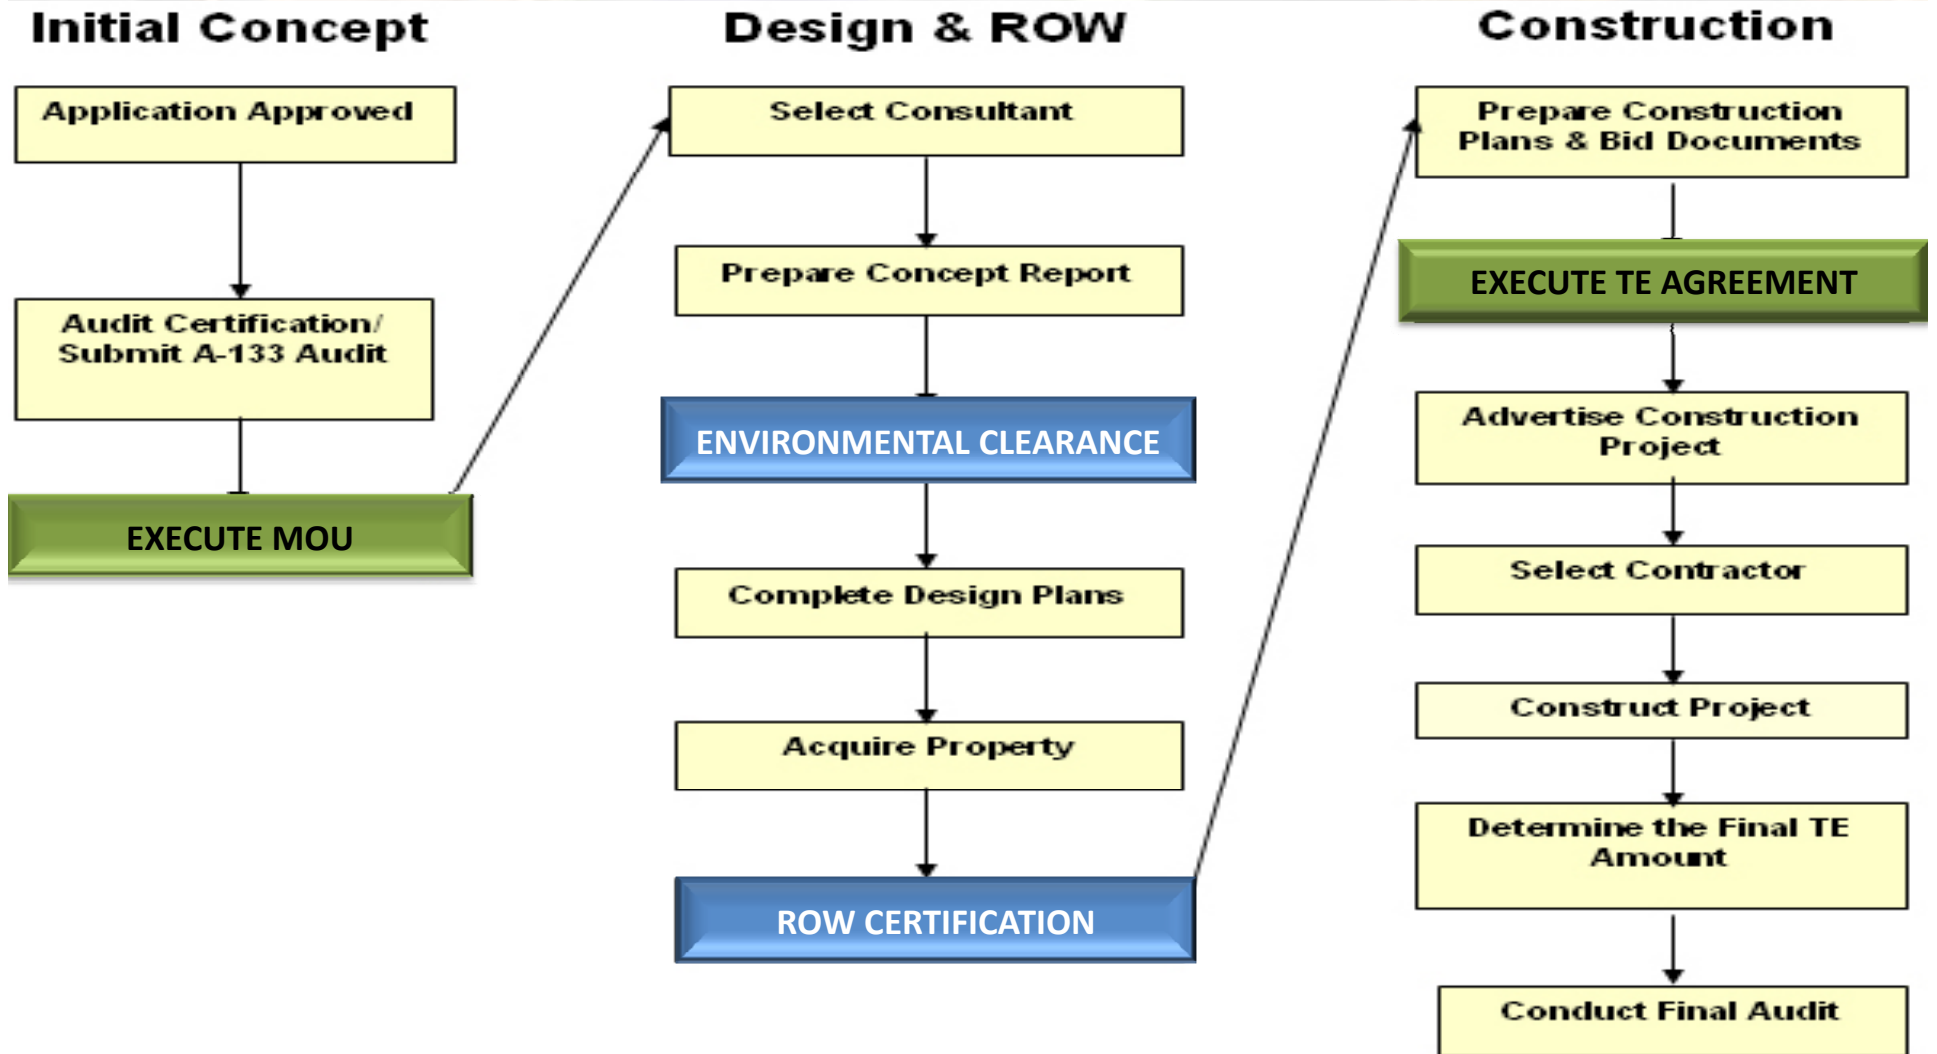 Initial Concept
Application Approved
Audit Certification/
Submit A-133 Audit
EXECUTE MOU
Design & ROW
Select Consultant
Prepare Concept Report
ENVIRONMENTAL CLEARANCE
Complete Design Plans
Acquire Property
ROW CERTIFICATION
Construction
Prepare Construction
Plans & Bid Documents
EXECUTE TE AGREEMENT
Advertise Construction
Project
Select Contractor
Construct Project
Determine the Final TE
Amount
Conduct Final Audit